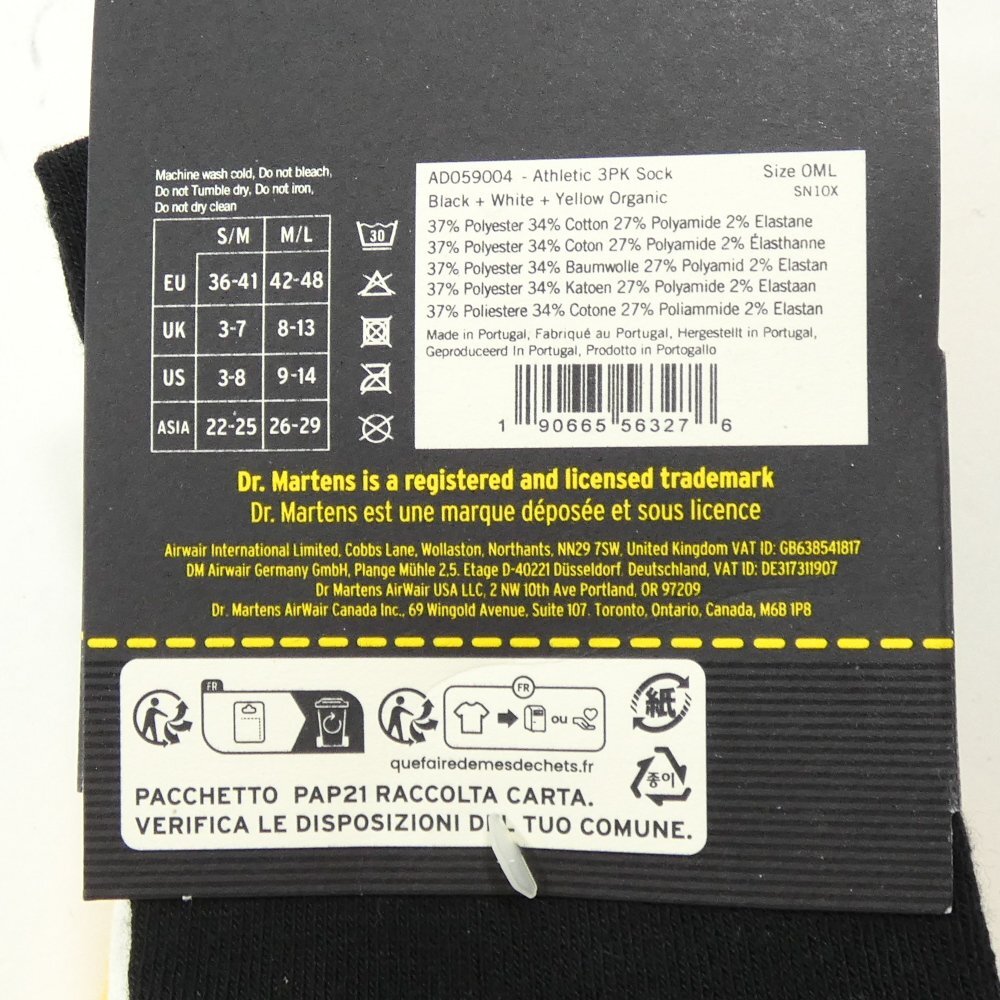 Machine wash cold, Do not bleach,
Do not Tumble dry, Do not iron,
Do not dry clean
S/M M/L
EU 36-41 42-48
UK 3-7 8-13
US 3-8 9-14
ASIA 22-25 26-29
30
AD059004 - Athletic 3PK Sock Size OML
Black + White + Yellow Organic SN10X
37% Polyester 34% Cotton 27% Polyamide 2% Elastane
37% Polyester 34% Coton 27% Polyamide 2% Élasthanne
37% Polyester 34% Baumwolle 27% Polyamid 2% Elastan
37% Polyester 34% Katoen 27% Polyamide 2% Elastaan
37% Poliestere 34% Cotone 27% Poliammide 2% Elastan
Made in Portugal, Fabriqué au Portugal, Hergestellt in Portugal,
Geproduceerd In Portugal, Prodotto in Portogallo
1 90665 56327 6
Dr. Martens is a registered and licensed trademark
Dr. Martens est une marque déposée et sous licence
Airwair International Limited, Cobbs Lane, Wollaston, Northants, NN29 7SW, United Kingdom VAT ID: GB638541817
DM Airwair Germany GmbH, Plange Mühle 2,5. Etage D-40221 Düsseldorf. Deutschland, VAT ID: DE317311907
Dr Martens AirWair USA LLC, 2 NW 10th Ave Portland, OR 97209
Dr. Martens AirWair Canada Inc., 69 Wingold Avenue, Suite 107. Toronto, Ontario, Canada, M6B 1P8
FR
FR
ou
紙
quefairedemesdechets.fr
종이
PACCHETTO PAP21 RACCOLTA CARTA.
VERIFICA LE DISPOSIZIONI DEL TUO COMUNE.